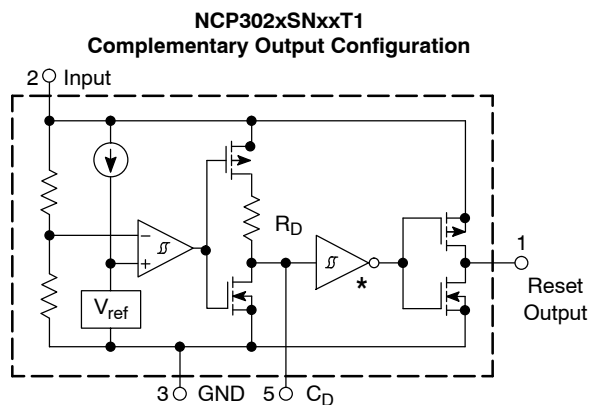 NCP302xSNxxT1
Complementary Output Configuration
2 Input
R_D
1
V_ref
*
Reset
Output
3 GND 5 C_D